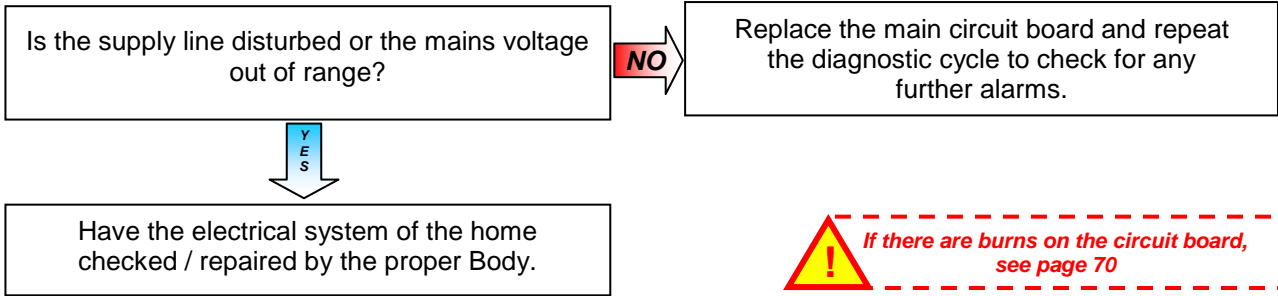 Is the supply line disturbed or the mains voltage
out of range?
NO
Replace the main circuit board and repeat
the diagnostic cycle to check for any
further alarms.
YES
Have the electrical system of the home
checked / repaired by the proper Body.
!
If there are burns on the circuit board,
see page 70